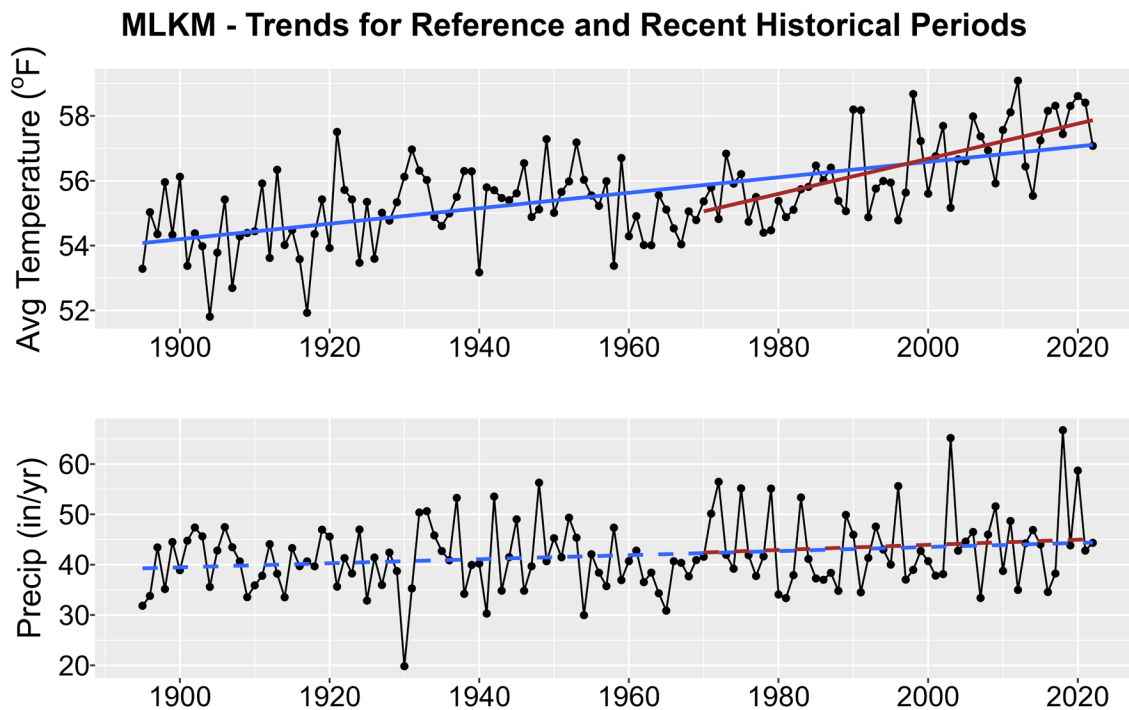 MLKM - Trends for Reference and Recent Historical Periods
Avg Temperature (°F)
58
56
54
52
1900 1920 1940 1960 1980 2000 2020
Precip (in/yr)
60
50
40
30
20
1900 1920 1940 1960 1980 2000 2020